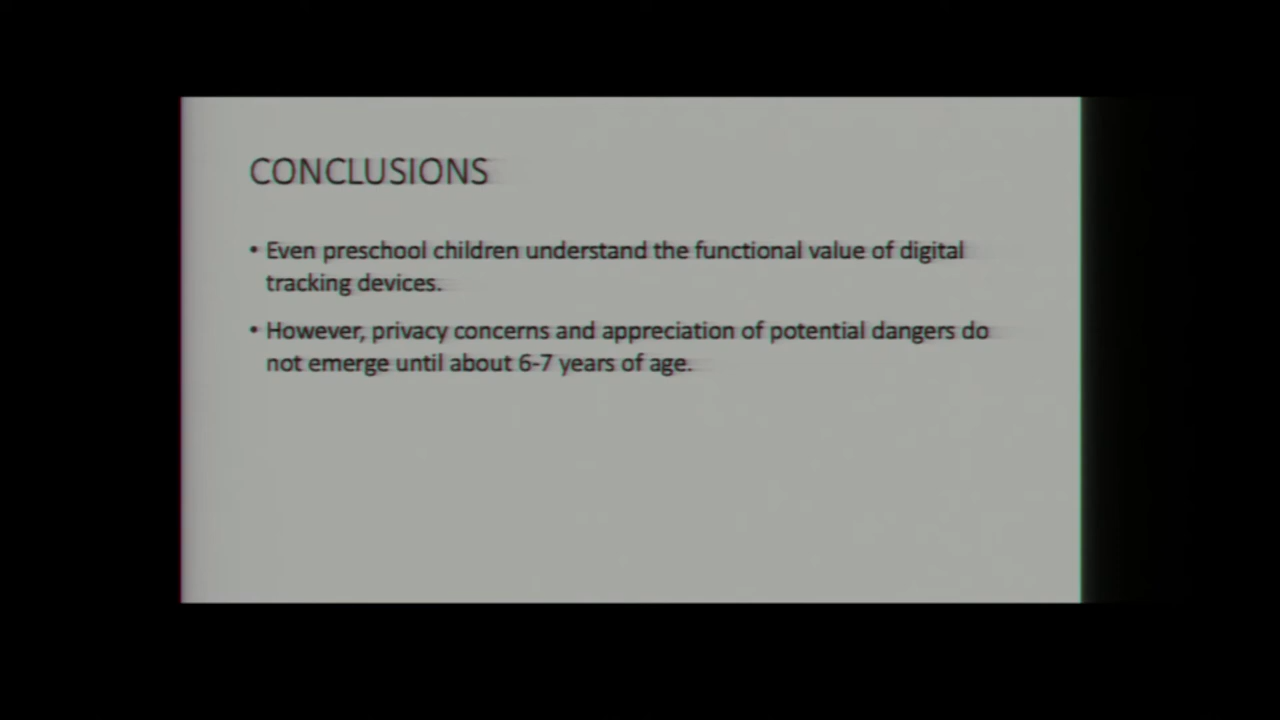 CONCLUSIONS
• Even preschool children understand the functional value of digital
tracking devices.
• However, privacy concerns and appreciation of potential dangers do
not emerge until about 6-7 years of age.